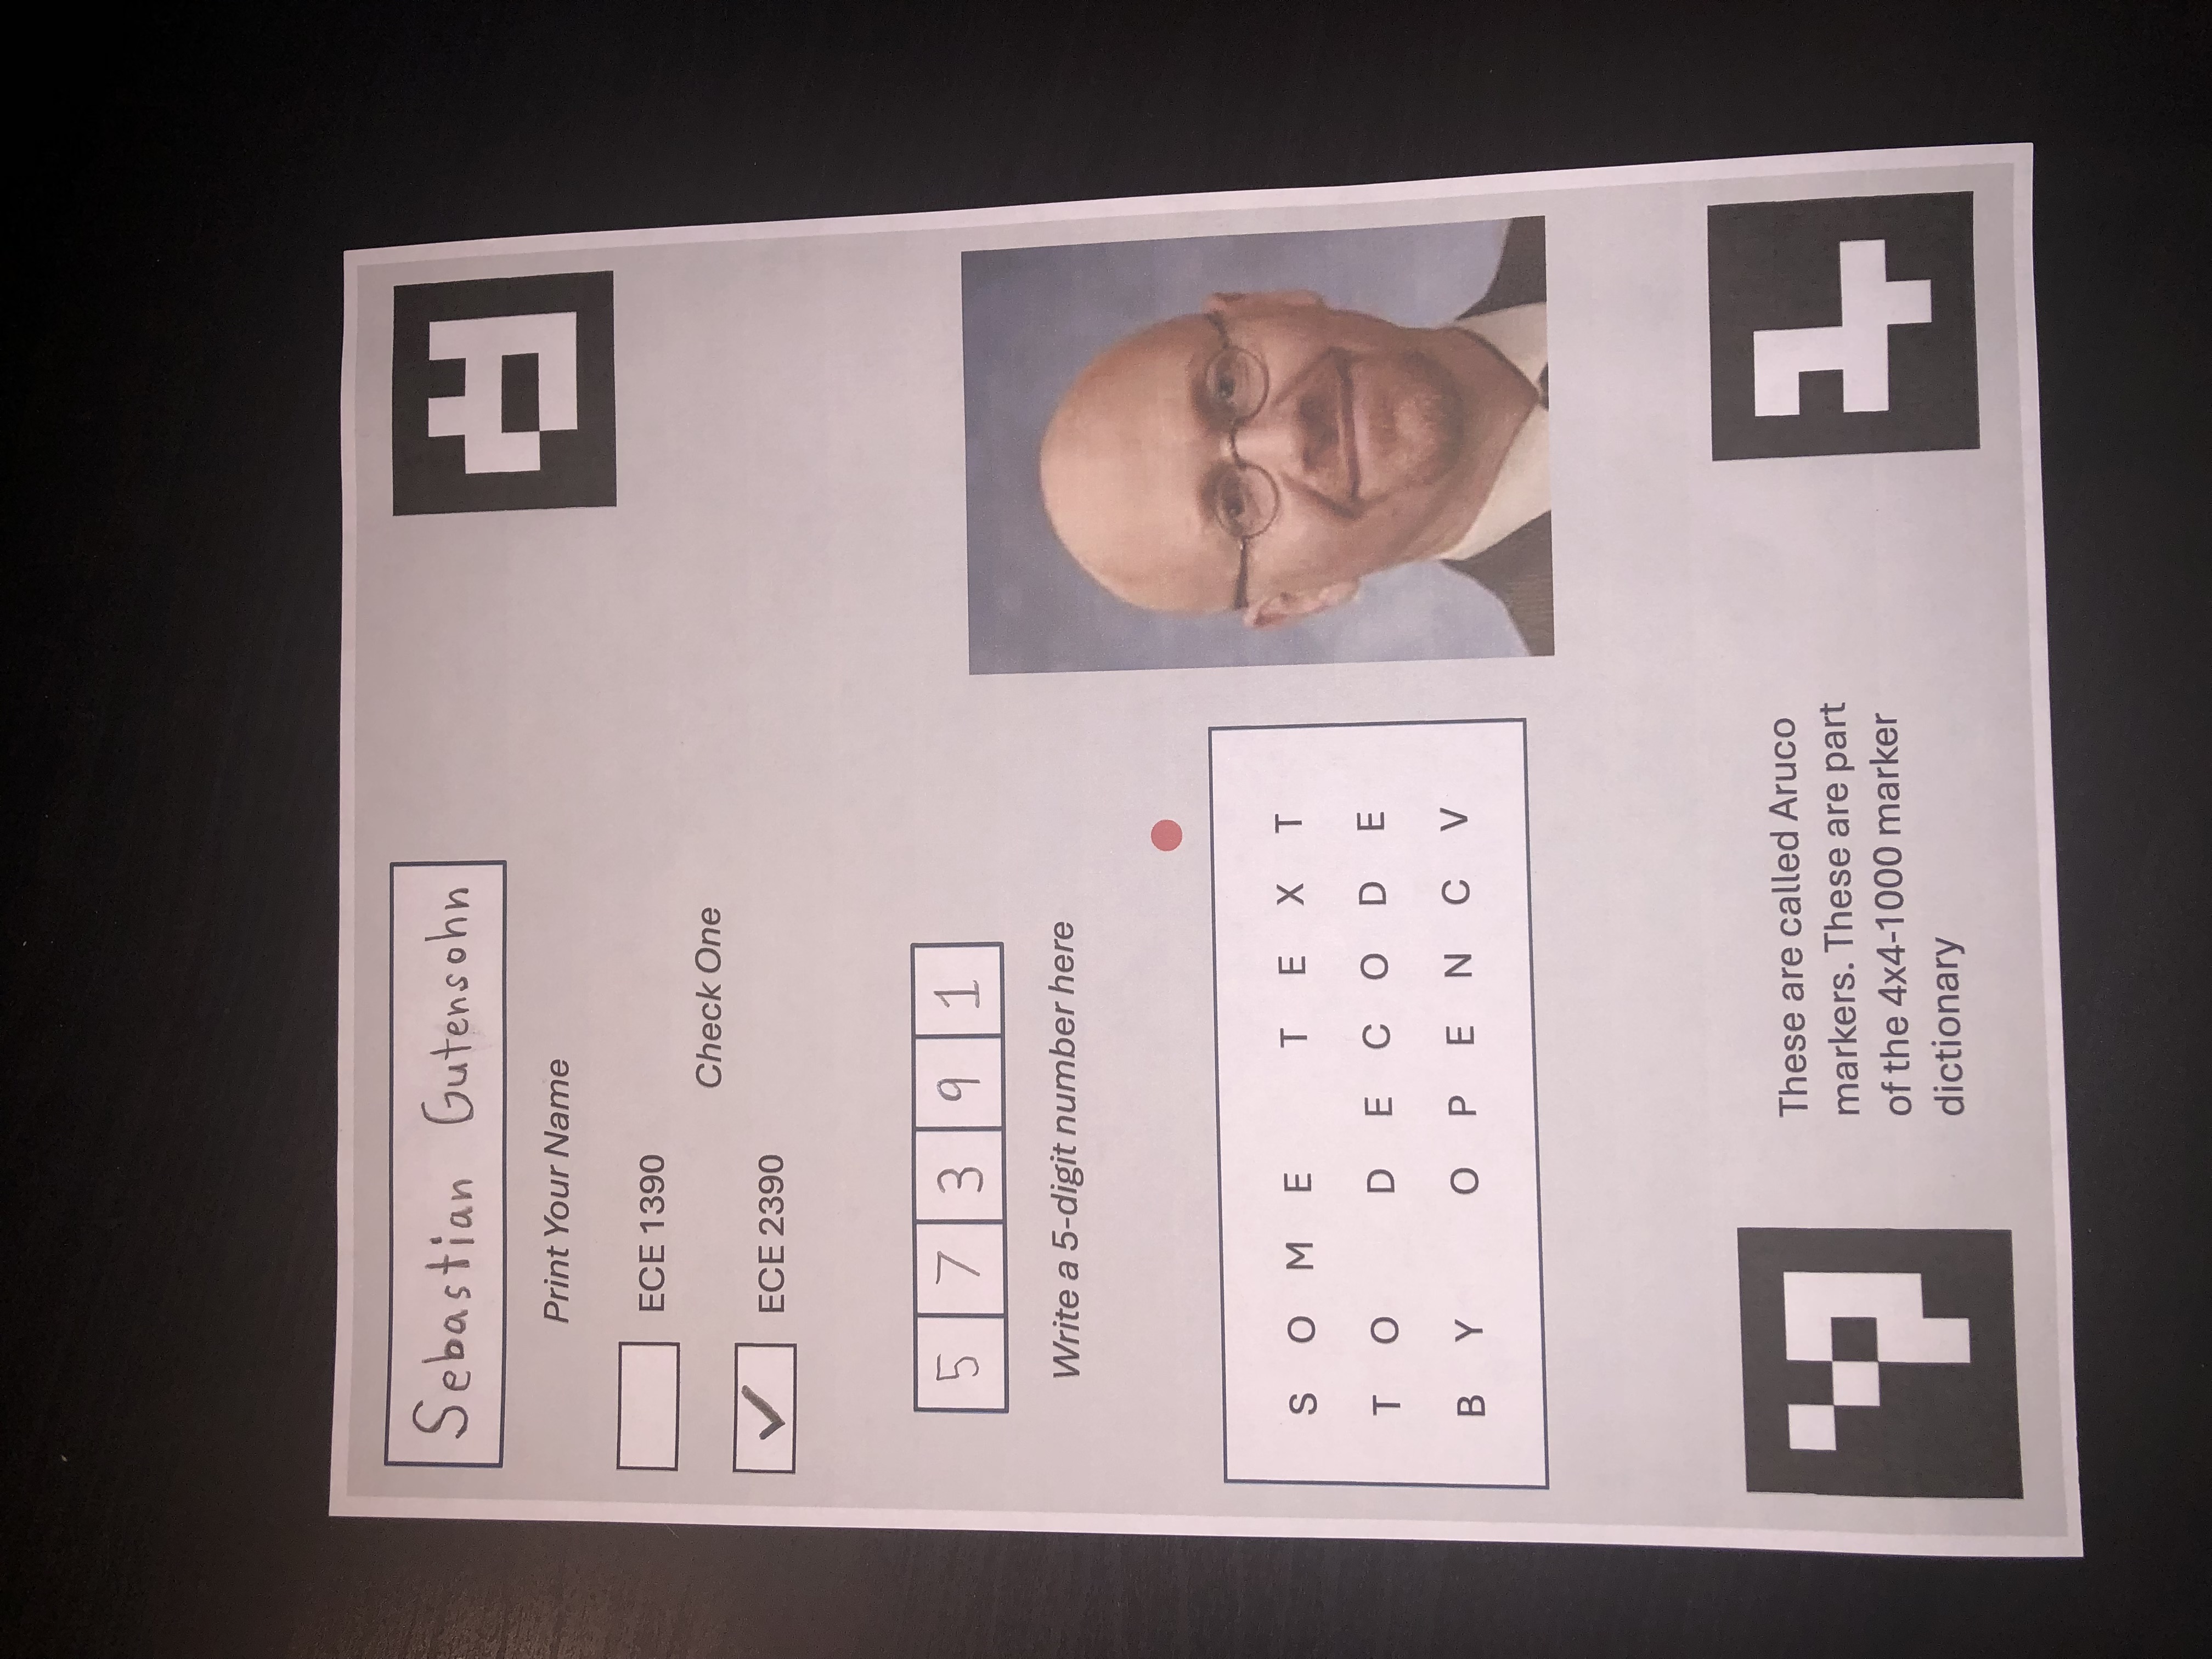 Sebastian Gutensohn
Print Your Name
ECE 1390
Check One
ECE 2390
5 7 3 9 1
Write a 5-digit number here
S O M E T E X T
T O D E C O D E
B Y O P E N C V
These are called Aruco
markers. These are part
of the 4x4-1000 marker
dictionary